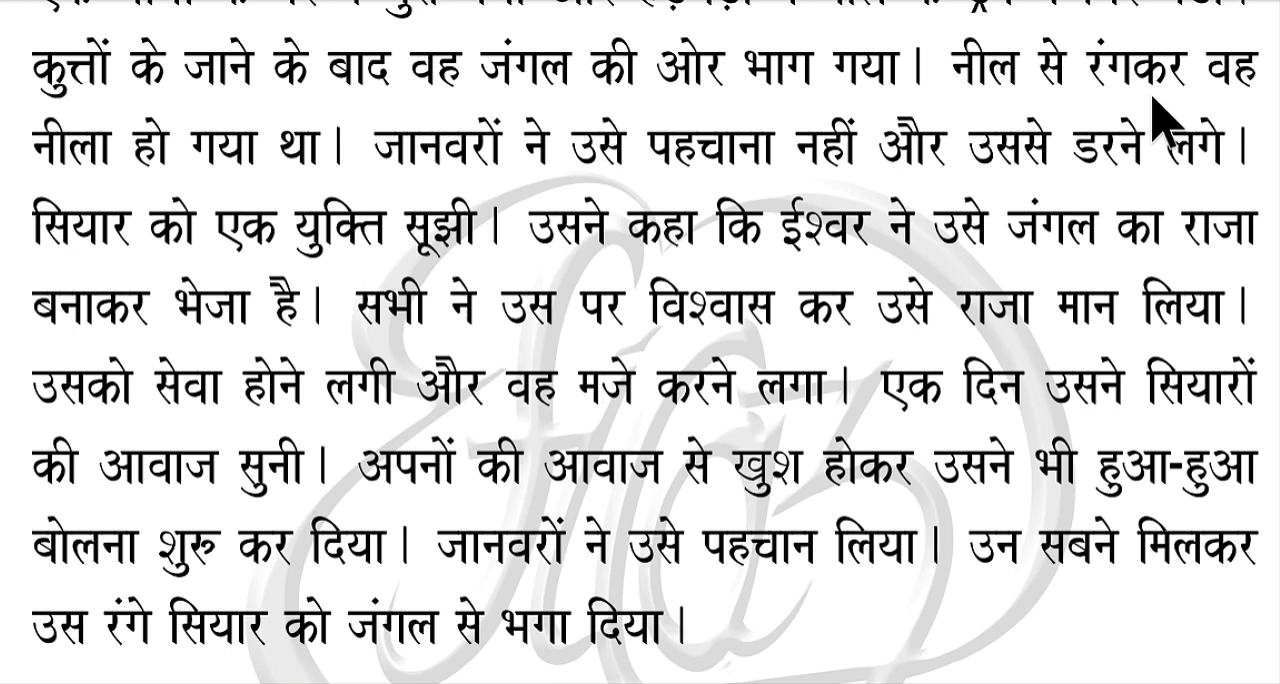 कुत्तों के जाने के बाद वह जंगल की ओर भाग गया। नील से रंगकर वह
नीला हो गया था। जानवरों ने उसे पहचाना नहीं और उससे डरने लगे।
सियार को एक युक्ति सूझी। उसने कहा कि ईश्वर ने उसे जंगल का राजा
बनाकर भेजा है। सभी ने उस पर विश्वास कर उसे राजा मान लिया।
उसको सेवा होने लगी और वह मजे करने लगा। एक दिन उसने सियारों
की आवाज सुनी। अपनों की आवाज से खुश होकर उसने भी हुआ-हुआ
बोलना शुरू कर दिया। जानवरों ने उसे पहचान लिया। उन सबने मिलकर
उस रंगे सियार को जंगल से भगा दिया।